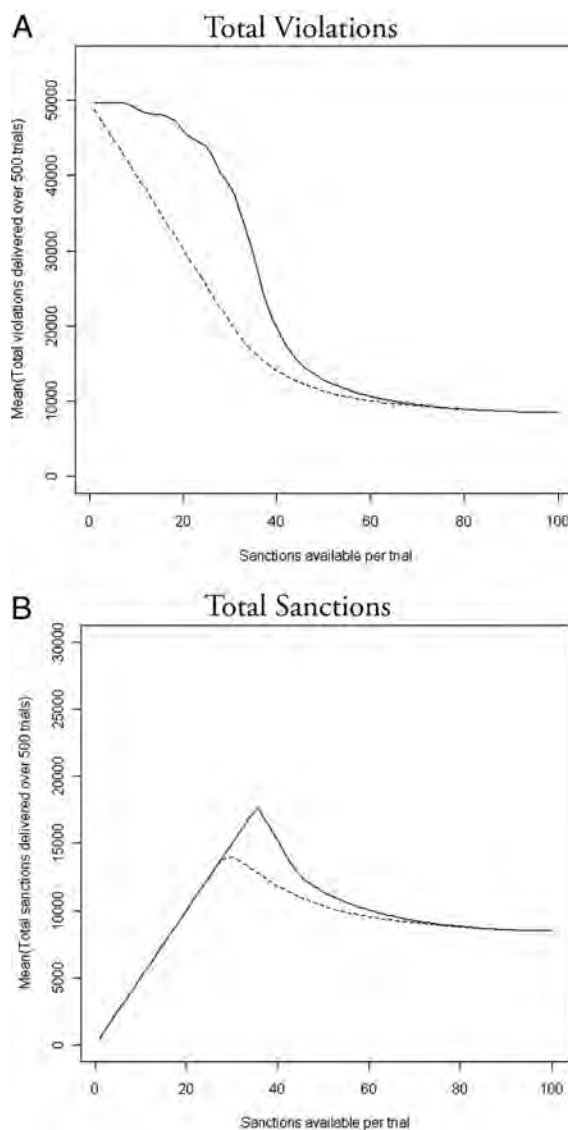 A
Total Violations
Mean(Total violations delivered over 500 trials)
50000
40000
30000
20000
10000
0
0 20 40 60 80 100
Sanctions available per trial
B
Total Sanctions
Mean(Total sanctions delivered over 500 trials)
30000
25000
20000
15000
10000
5000
0
0 20 40 60 80 100
Sanctions available per trial